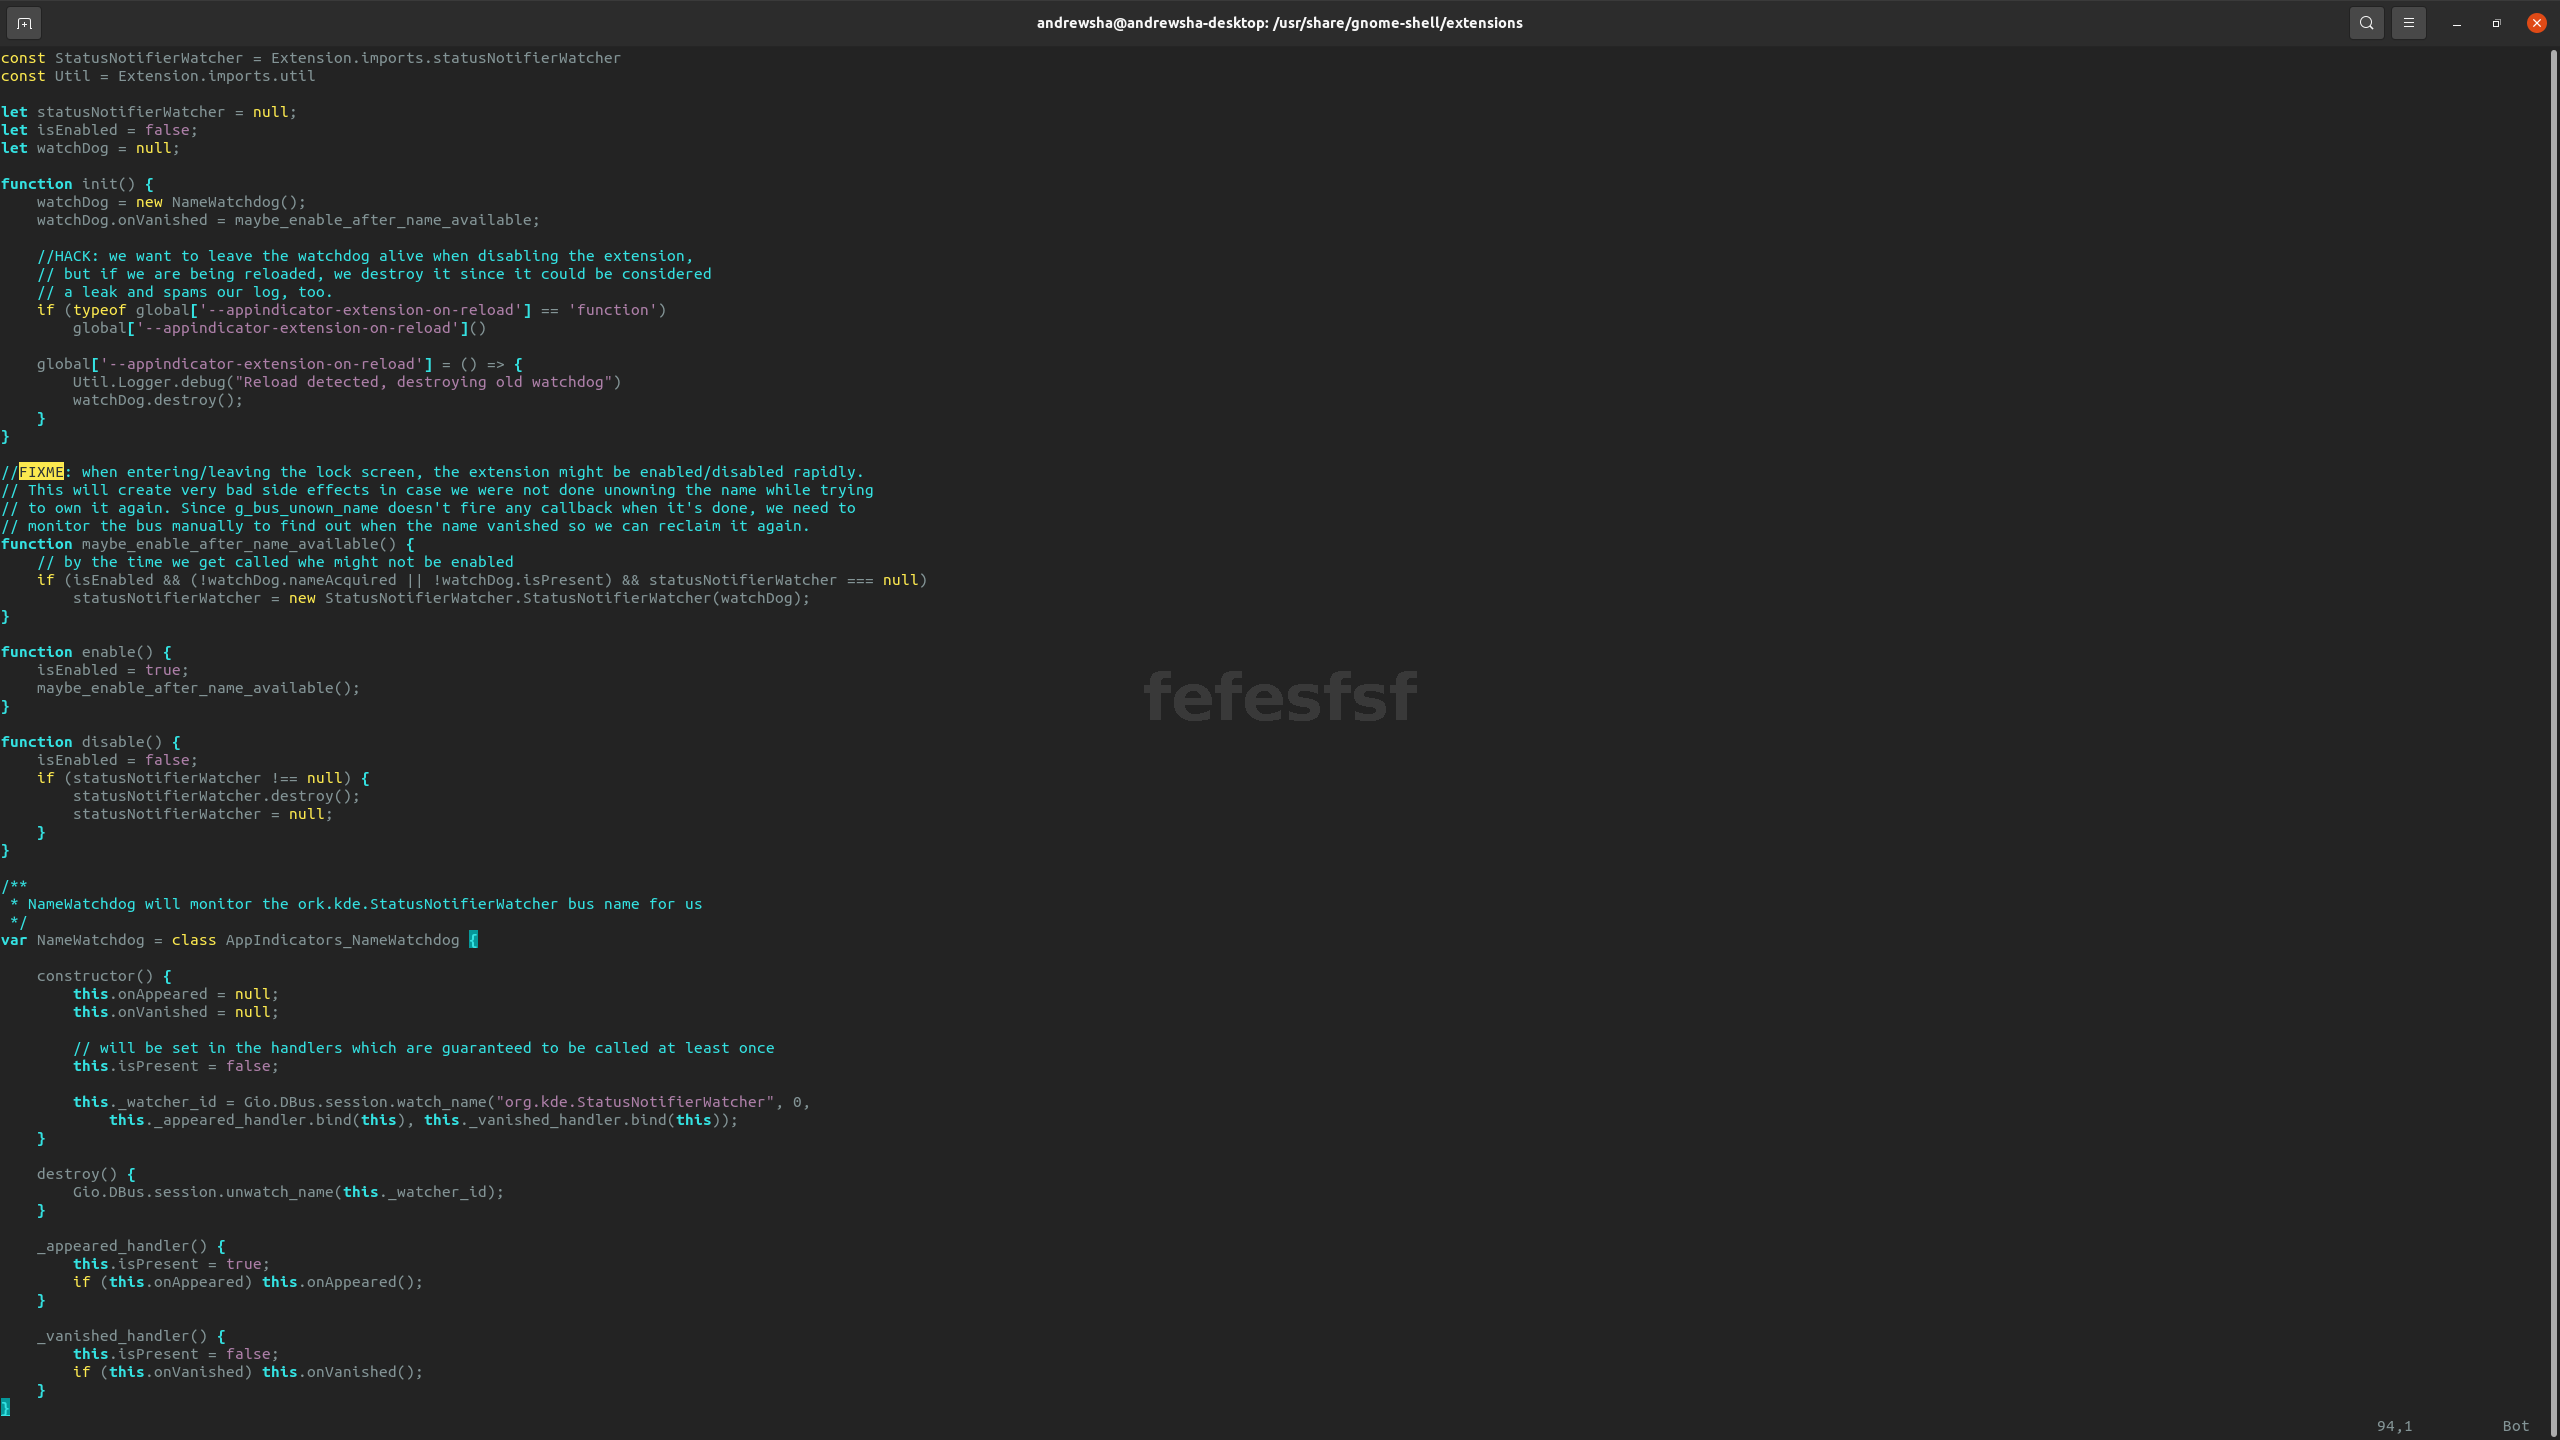 andrewsha@andrewsha-desktop: /usr/share/gnome-shell/extensions
const StatusNotifierWatcher = Extension.imports.statusNotifierWatcher
const Util = Extension.imports.util
let statusNotifierWatcher = null;
let isEnabled = false;
let watchDog = null;
function init() {
    watchDog = new NameWatchdog();
    watchDog.onVanished = maybe_enable_after_name_available;
    //HACK: we want to leave the watchdog alive when disabling the extension,
    // but if we are being reloaded, we destroy it since it could be considered
    // a leak and spams our log, too.
    if (typeof global['--appindicator-extension-on-reload'] == 'function')
        global['--appindicator-extension-on-reload']()
    global['--appindicator-extension-on-reload'] = () => {
        Util.Logger.debug("Reload detected, destroying old watchdog")
        watchDog.destroy();
    }
}
//FIXME: when entering/leaving the lock screen, the extension might be enabled/disabled rapidly.
// This will create very bad side effects in case we were not done unowning the name while trying
// to own it again. Since g_bus_unown_name doesn't fire any callback when it's done, we need to
// monitor the bus manually to find out when the name vanished so we can reclaim it again.
function maybe_enable_after_name_available() {
    // by the time we get called whe might not be enabled
    if (isEnabled && (!watchDog.nameAcquired || !watchDog.isPresent) && statusNotifierWatcher === null)
        statusNotifierWatcher = new StatusNotifierWatcher.StatusNotifierWatcher(watchDog);
}
function enable() {
    isEnabled = true;
    maybe_enable_after_name_available();
}
fefesfsf
function disable() {
    isEnabled = false;
    if (statusNotifierWatcher !== null) {
        statusNotifierWatcher.destroy();
        statusNotifierWatcher = null;
    }
}
/**
 * NameWatchdog will monitor the ork.kde.StatusNotifierWatcher bus name for us
 */
var NameWatchdog = class AppIndicators_NameWatchdog {
    constructor() {
        this.onAppeared = null;
        this.onVanished = null;
        // will be set in the handlers which are guaranteed to be called at least once
        this.isPresent = false;
        this._watcher_id = Gio.DBus.session.watch_name("org.kde.StatusNotifierWatcher", 0,
            this._appeared_handler.bind(this), this._vanished_handler.bind(this));
    }
    destroy() {
        Gio.DBus.session.unwatch_name(this._watcher_id);
    }
    _appeared_handler() {
        this.isPresent = true;
        if (this.onAppeared) this.onAppeared();
    }
    _vanished_handler() {
        this.isPresent = false;
        if (this.onVanished) this.onVanished();
    }
}
94,1 Bot